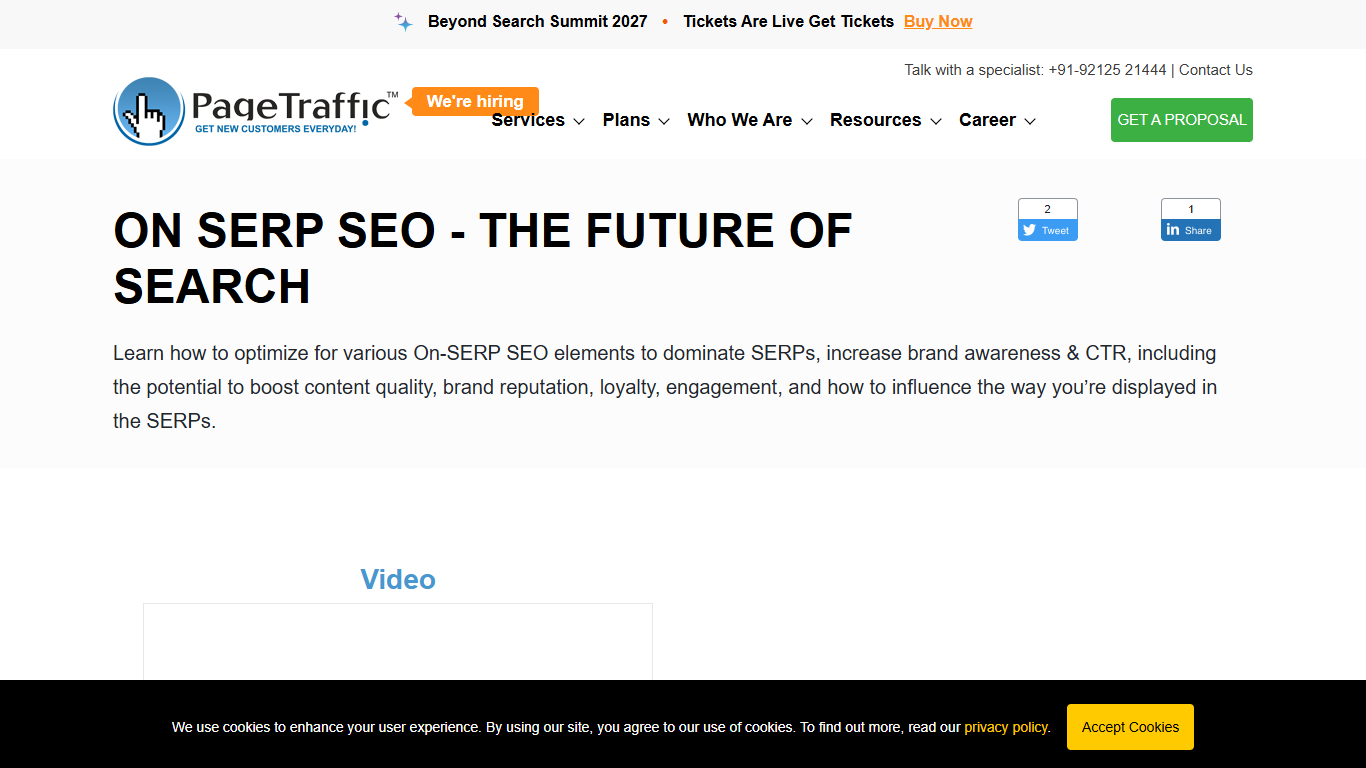 Beyond Search Summit 2027 • Tickets Are Live Get Tickets Buy Now
Talk with a specialist: +91-92125 21444 | Contact Us
PageTraffic™
GET NEW CUSTOMERS EVERYDAY!
We're hiring
Services Plans Who We Are Resources Career
GET A PROPOSAL
ON SERP SEO - THE FUTURE OF
SEARCH
2
Tweet
1
Share
Learn how to optimize for various On-SERP SEO elements to dominate SERPs, increase brand awareness & CTR, including
the potential to boost content quality, brand reputation, loyalty, engagement, and how to influence the way you’re displayed in
the SERPs.
Video
We use cookies to enhance your user experience. By using our site, you agree to our use of cookies. To find out more, read our privacy policy.
Accept Cookies